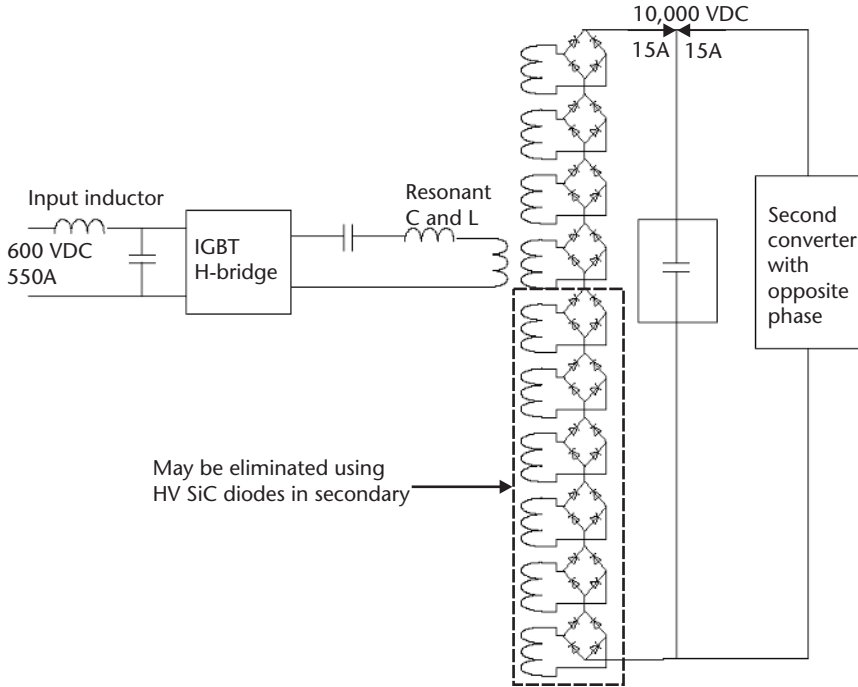 10,000 VDC
15A
15A
Input inductor
Resonant
C and L
600 VDC
550A
IGBT
H-bridge
Second
converter
with
opposite
phase
May be eliminated using
HV SiC diodes in secondary